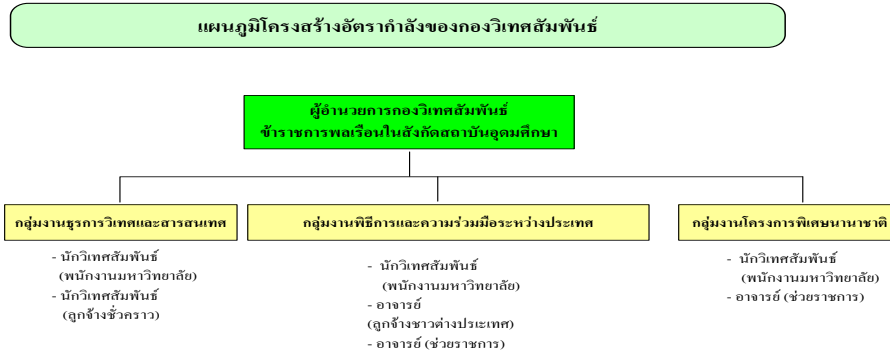 แผนภูมิโครงสร้างอัตรากำลังของกองวิเทศสัมพันธ์
ผู้อำนวยการกองวิเทศสัมพันธ์
ข้าราชการพลเรือนในสังกัดสถาบันอุดมศึกษา
กลุ่มงานธุรการวิเทศและสารสนเทศ
- นักวิเทศสัมพันธ์
(พนักงานมหาวิทยาลัย)
- นักวิเทศสัมพันธ์
(ลูกจ้างชั่วคราว)
กลุ่มงานพิธีการและความร่วมมือระหว่างประเทศ
- นักวิเทศสัมพันธ์
(พนักงานมหาวิทยาลัย)
- อาจารย์
(ลูกจ้างชาวต่างประเทศ)
- อาจารย์ (ช่วยราชการ)
กลุ่มงานโครงการพิเศษนานาชาติ
- นักวิเทศสัมพันธ์
(พนักงานมหาวิทยาลัย)
- อาจารย์ (ช่วยราชการ)